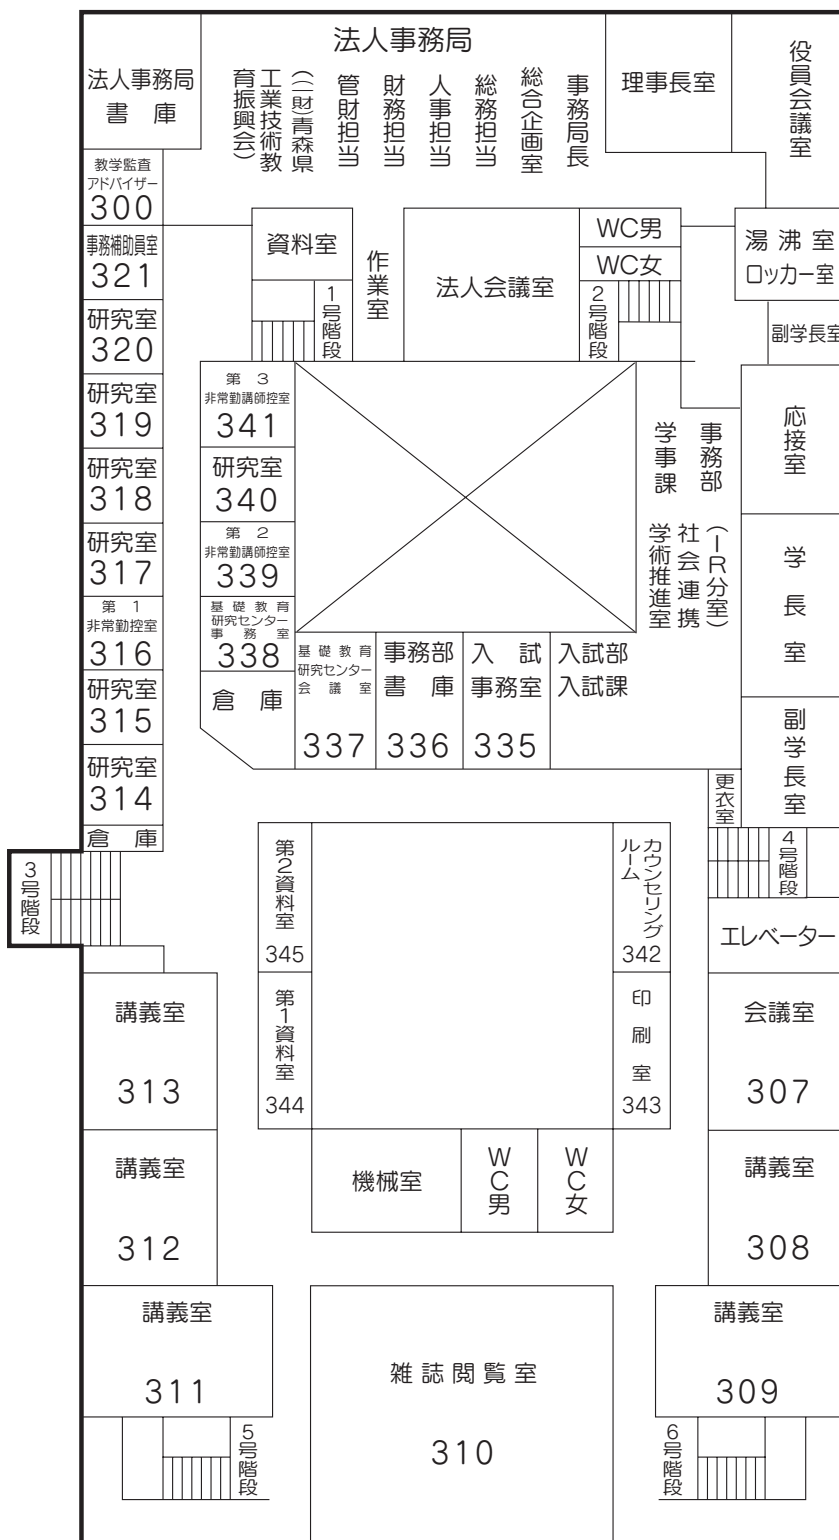 法人事務局
書　庫
法人事務局
(（一財）青森県
工業技術教
育振興会)
管財担当
財務担当
人事担当
総務担当
総合企画室
事務局長
理事長室
役員会議室
教学監査
アドバイザー
300
資料室
作業室
法人会議室
WC男
WC女
湯沸室
ロッカー室
事務補助員室
321
1号階段
2号階段
副学長室
研究室
320
研究室
319
研究室
318
研究室
317
第1
非常勤控室
316
研究室
315
研究室
314
倉　庫
第3
非常勤講師控室
341
研究室
340
第2
非常勤講師控室
339
基礎教育
研究センター
事務室
338
倉　庫
基礎教育
研究センター
会議室
337
事務部
書　庫
336
入　試
事務室
335
入試部
入試課
事務部
学事課
(IR分室)
社会連携
学術推進室
応接室
学長室
副学長室
更衣室
3号階段
4号階段
エレベーター
第2資料室
345
カウンセリング
ルーム
342
第1資料室
344
印刷室
343
講義室
313
会議室
307
講義室
312
機械室
WC男
WC女
講義室
308
講義室
311
雑誌閲覧室
310
講義室
309
5号階段
6号階段